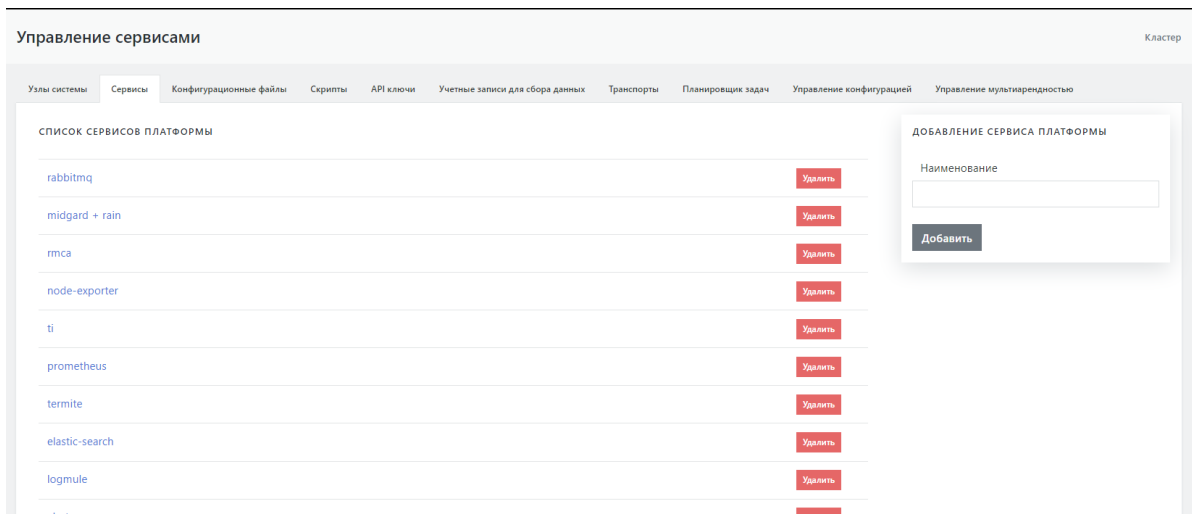 Управление сервисами
Кластер
Узлы системы Сервисы Конфигурационные файлы Скрипты API ключи Учетные записи для сбора данных Транспорты Планировщик задач Управление конфигурацией Управление мультиарендностью
СПИСОК СЕРВИСОВ ПЛАТФОРМЫ
rabbitmq Удалить
midgard + rain Удалить
rmca Удалить
node-exporter Удалить
ti Удалить
prometheus Удалить
termite Удалить
elastic-search Удалить
logmule Удалить
ДОБАВЛЕНИЕ СЕРВИСА ПЛАТФОРМЫ
Наименование
Добавить